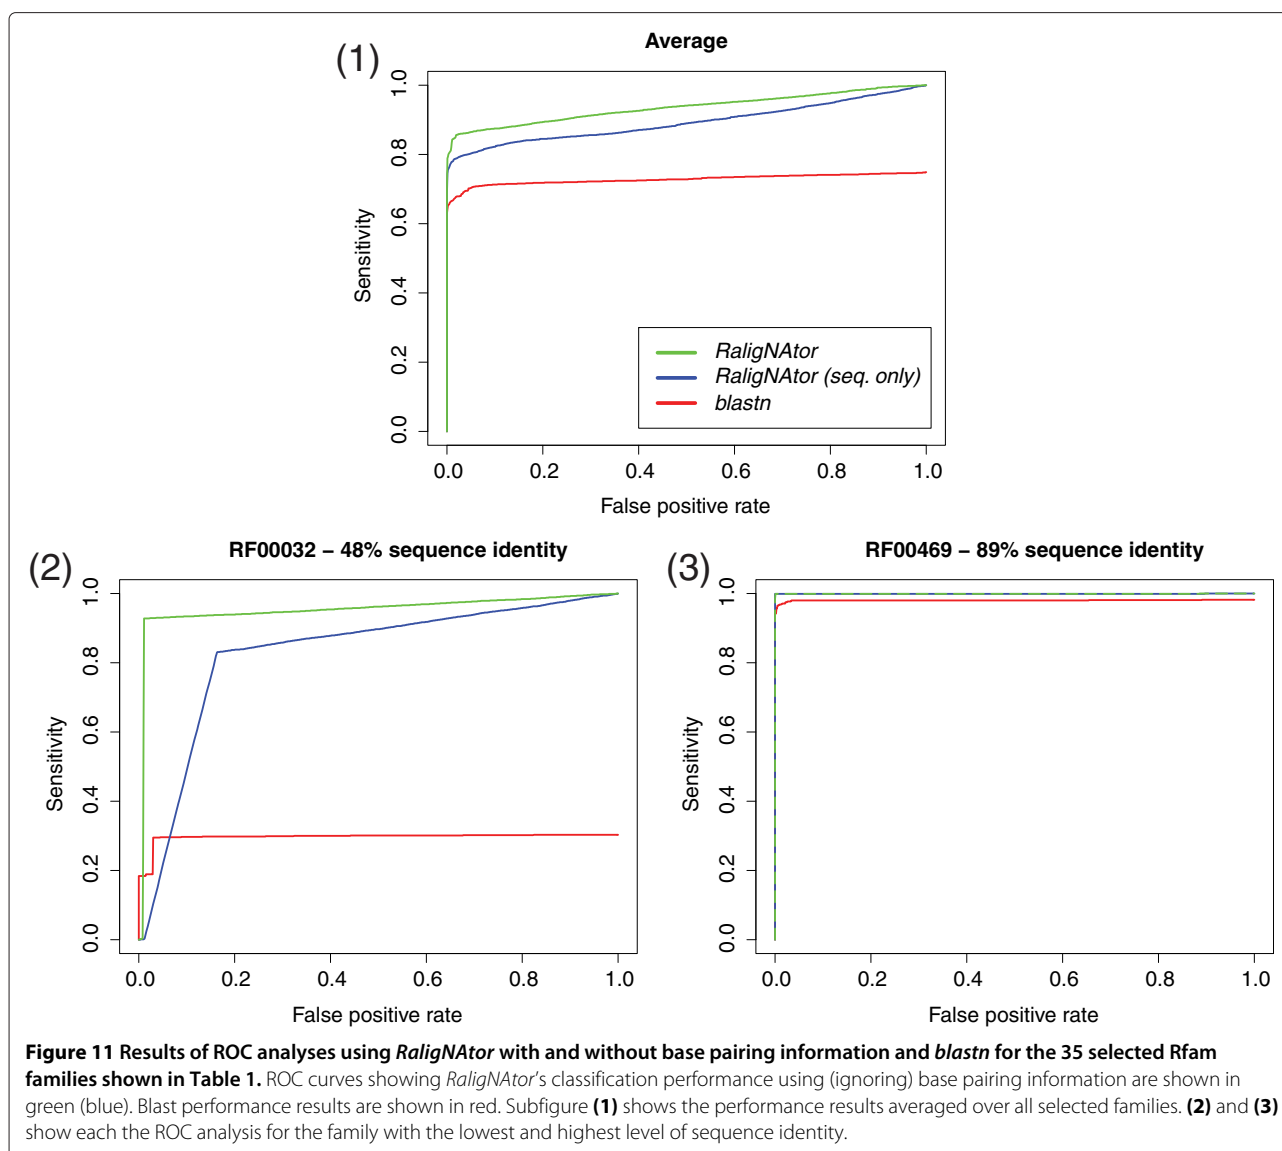 (1)
Average
1.0
0.8
0.6
0.4
0.2
0.0
Sensitivity
RaligNAtor
RaligNAtor (seq. only)
blastn
0.0 0.2 0.4 0.6 0.8 1.0
False positive rate
(2)
RF00032 – 48% sequence identity
1.0
0.8
0.6
0.4
0.2
0.0
Sensitivity
0.0 0.2 0.4 0.6 0.8 1.0
False positive rate
(3)
RF00469 – 89% sequence identity
1.0
0.8
0.6
0.4
0.2
0.0
Sensitivity
0.0 0.2 0.4 0.6 0.8 1.0
False positive rate
Figure 11 Results of ROC analyses using RaligNAtor with and without base pairing information and blastn for the 35 selected Rfam
families shown in Table 1. ROC curves showing RaligNAtor's classification performance using (ignoring) base pairing information are shown in
green (blue). Blast performance results are shown in red. Subfigure (1) shows the performance results averaged over all selected families. (2) and (3)
show each the ROC analysis for the family with the lowest and highest level of sequence identity.